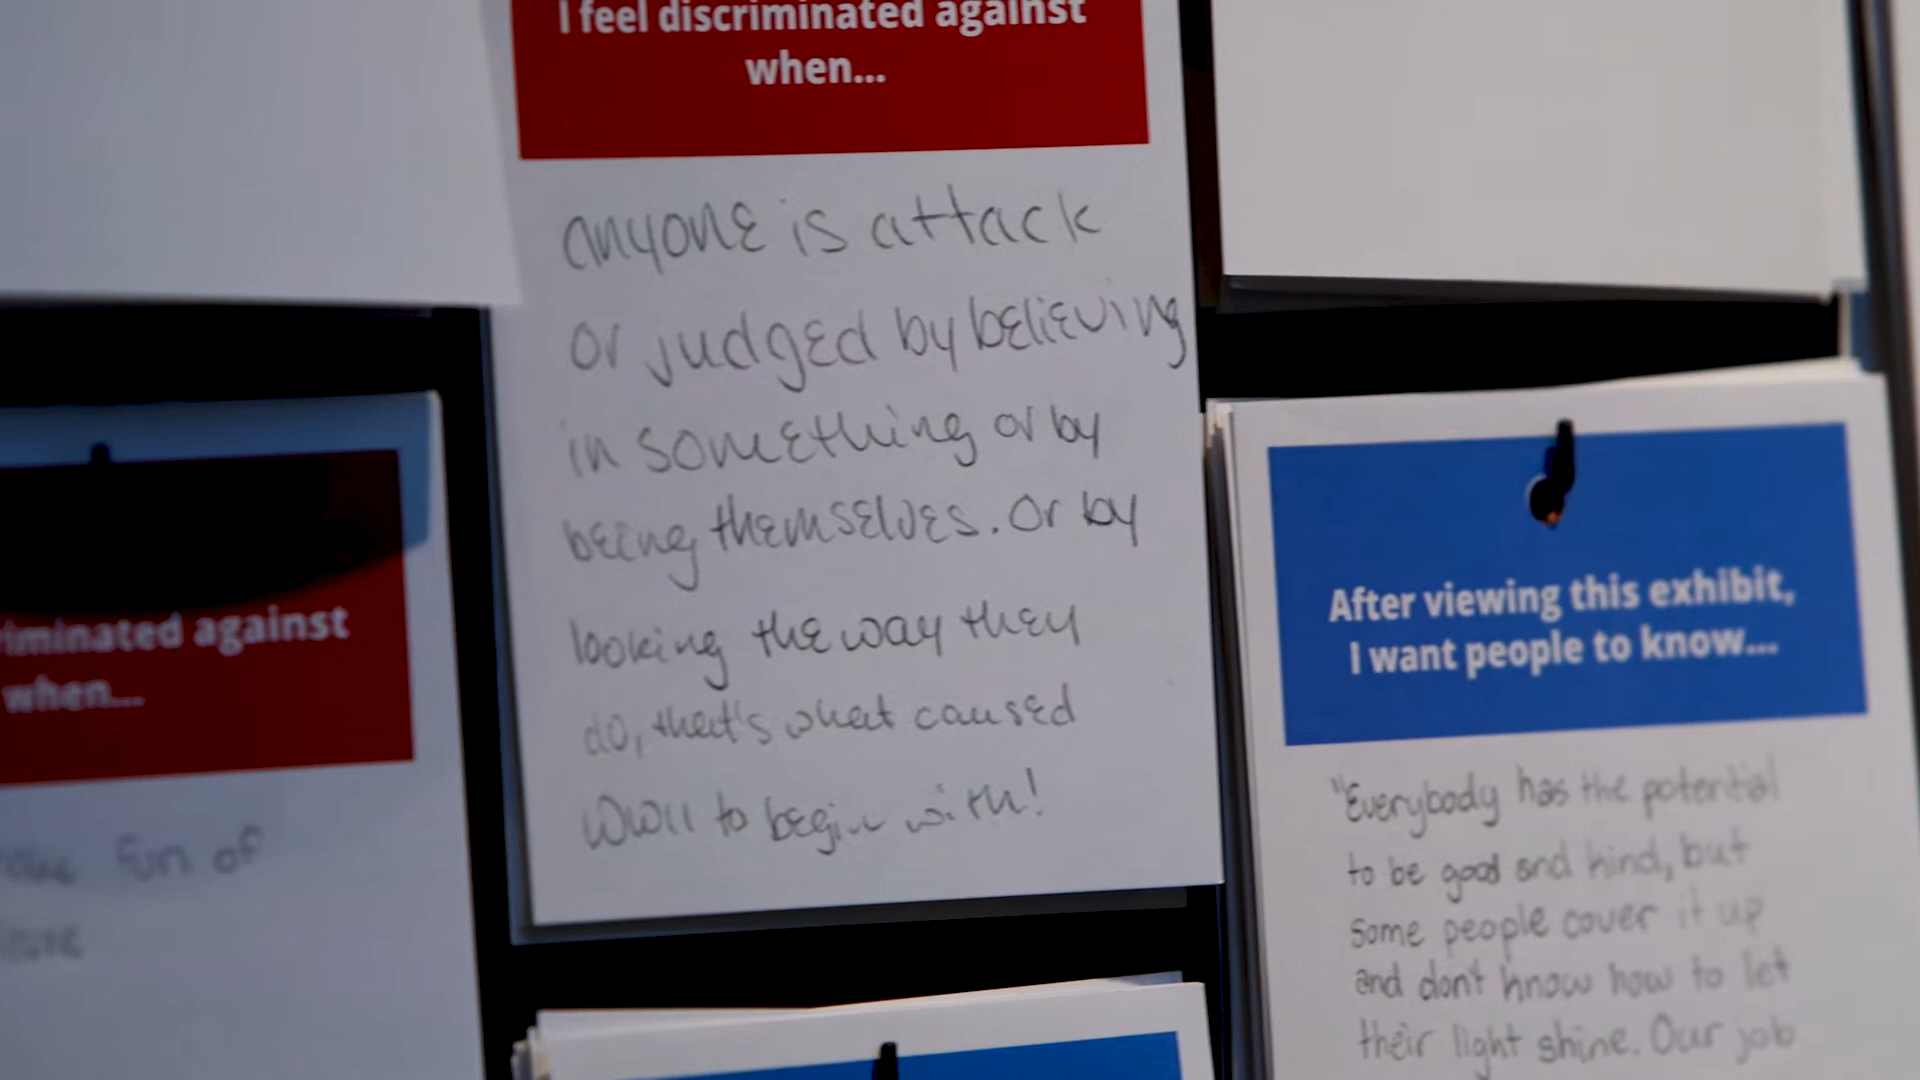 I feel discriminated against
when...
anyone is attack
or judged by believing
in something or by
being themselves. Or by
looking the way they
do, that's what caused
WWII to begin with!
against
when...
fun of
After viewing this exhibit,
I want people to know...
"Everybody has the potential
to be good and kind, but
some people cover it up
and don't know how to let
their light shine. Our job